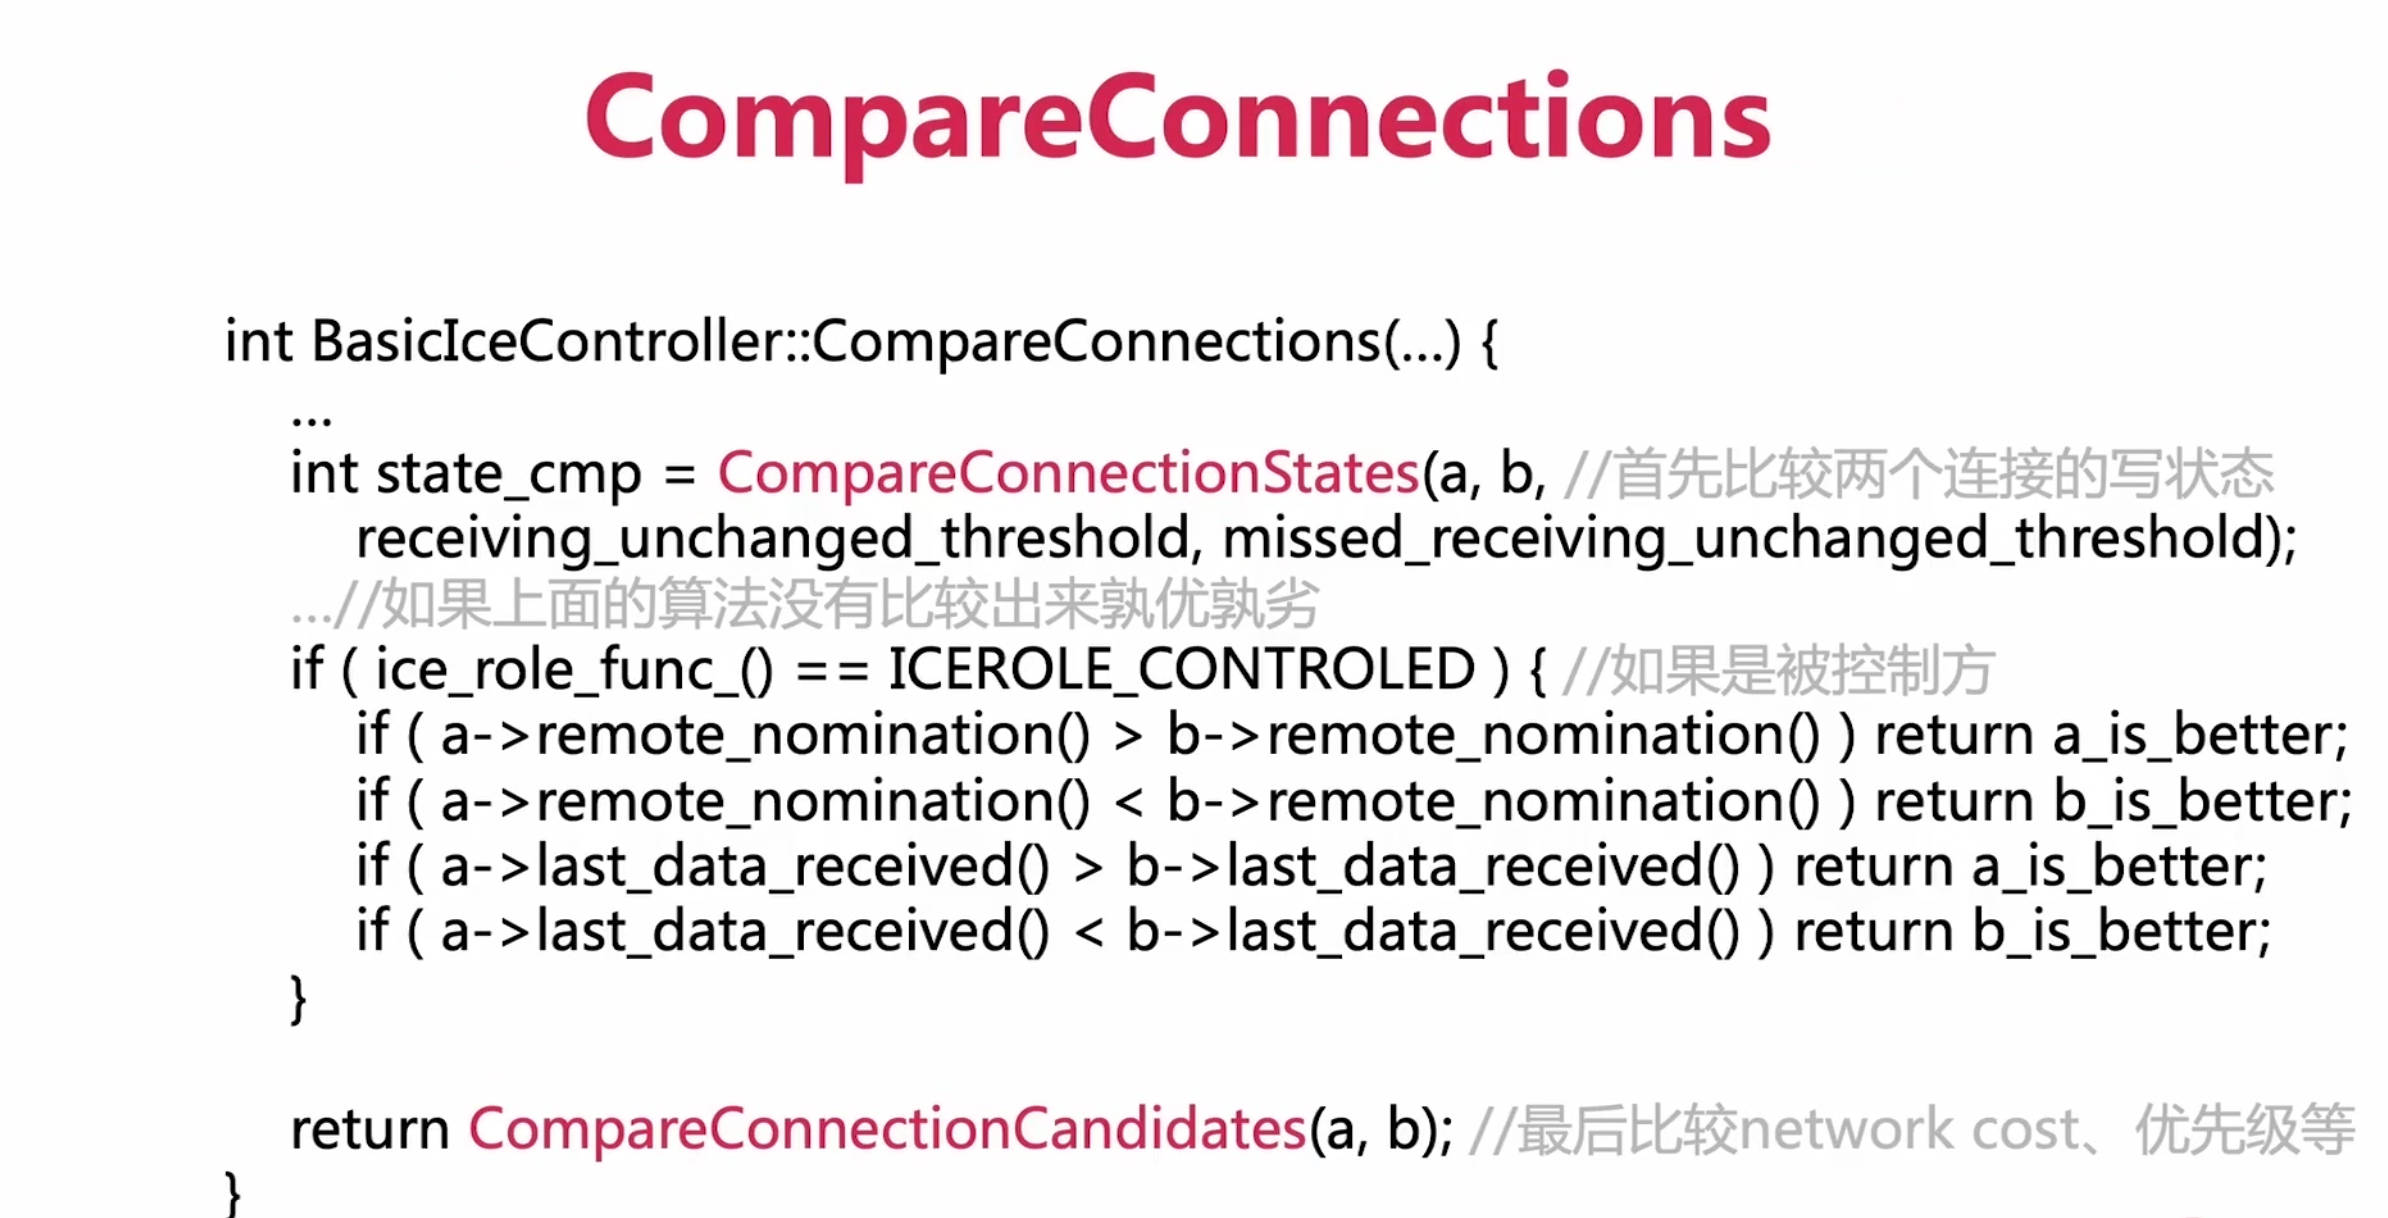 CompareConnections
int BasicIceController::CompareConnections(...) {
...
int state_cmp = CompareConnectionStates(a, b, //首先比较两个连接的写状态
receiving_unchanged_threshold, missed_receiving_unchanged_threshold);
...//如果上面的算法没有比较出来孰优孰劣
if ( ice_role_func_() == ICEROLE_CONTROLED ) { //如果是被控制方
if ( a->remote_nomination() > b->remote_nomination() ) return a_is_better;
if ( a->remote_nomination() < b->remote_nomination() ) return b_is_better;
if ( a->last_data_received() > b->last_data_received() ) return a_is_better;
if ( a->last_data_received() < b->last_data_received() ) return b_is_better;
}
return CompareConnectionCandidates(a, b); //最后比较network cost、优先级等
}